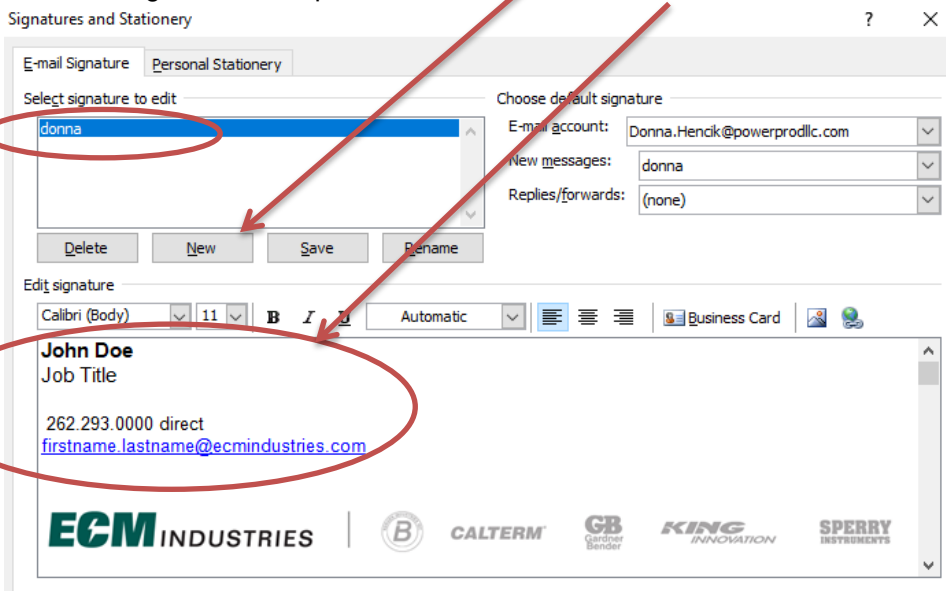 Signatures and Stationery ? X
E-mail Signature Personal Stationery
Select signature to edit
donna
Delete New Save Rename
Choose default signature
E-mail account: Donna.Hencik@powerprodllc.com
New messages: donna
Replies/forwards: (none)
Edit signature
Calibri (Body) 11 B I U Automatic Business Card
John Doe
Job Title
262.293.0000 direct
firstname.lastname@ecmindustries.com
ECM INDUSTRIES B CALTERM GB Gardner Bender KING INNOVATION SPERRY INSTRUMENTS